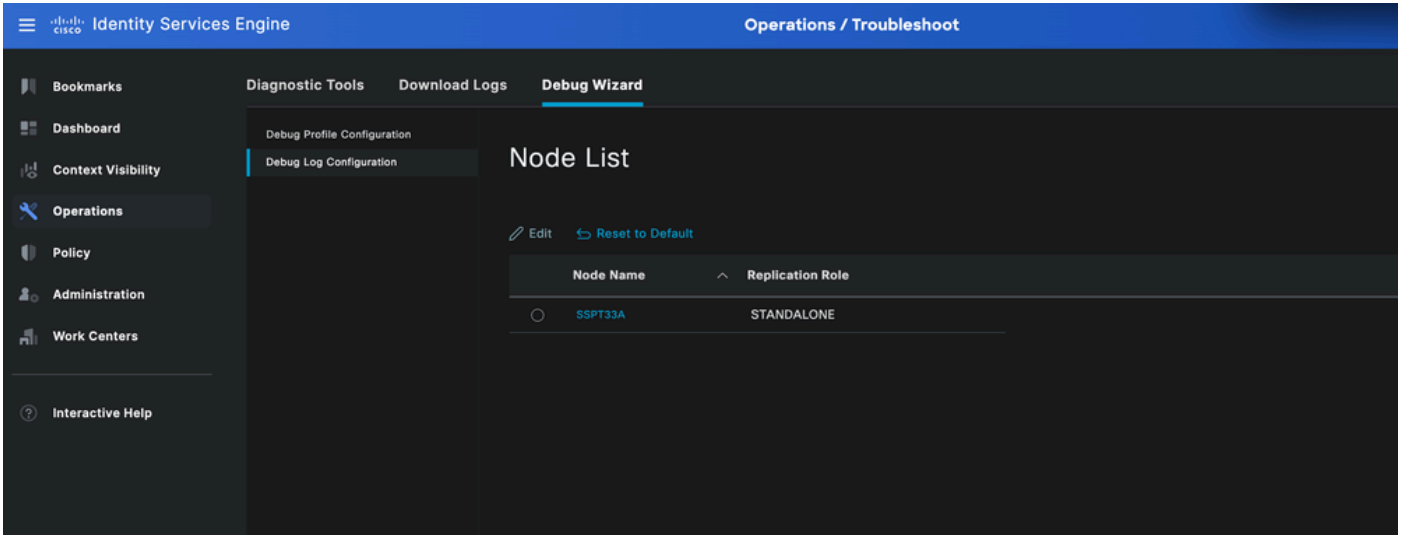 cisco Identity Services Engine
Operations / Troubleshoot
Bookmarks
Dashboard
Context Visibility
Operations
Policy
Administration
Work Centers
? Interactive Help
Diagnostic Tools Download Logs Debug Wizard
Debug Profile Configuration
Debug Log Configuration
Node List
Edit Reset to Default
Node Name Replication Role
SSPT33A STANDALONE